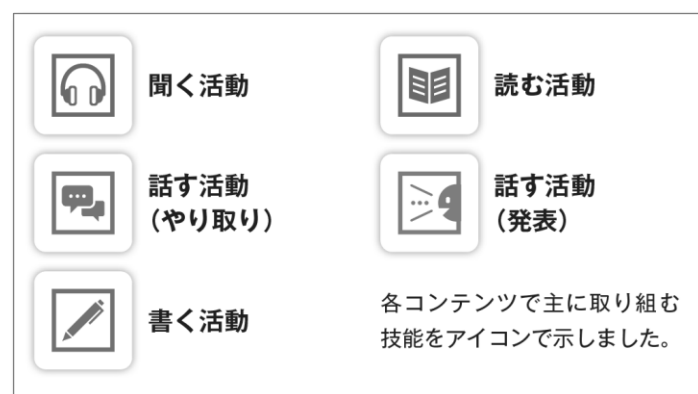 聞く活動
読む活動
話す活動
（やり取り）
話す活動
（発表）
書く活動
各コンテンツで主に取り組む
技能をアイコンで示しました。